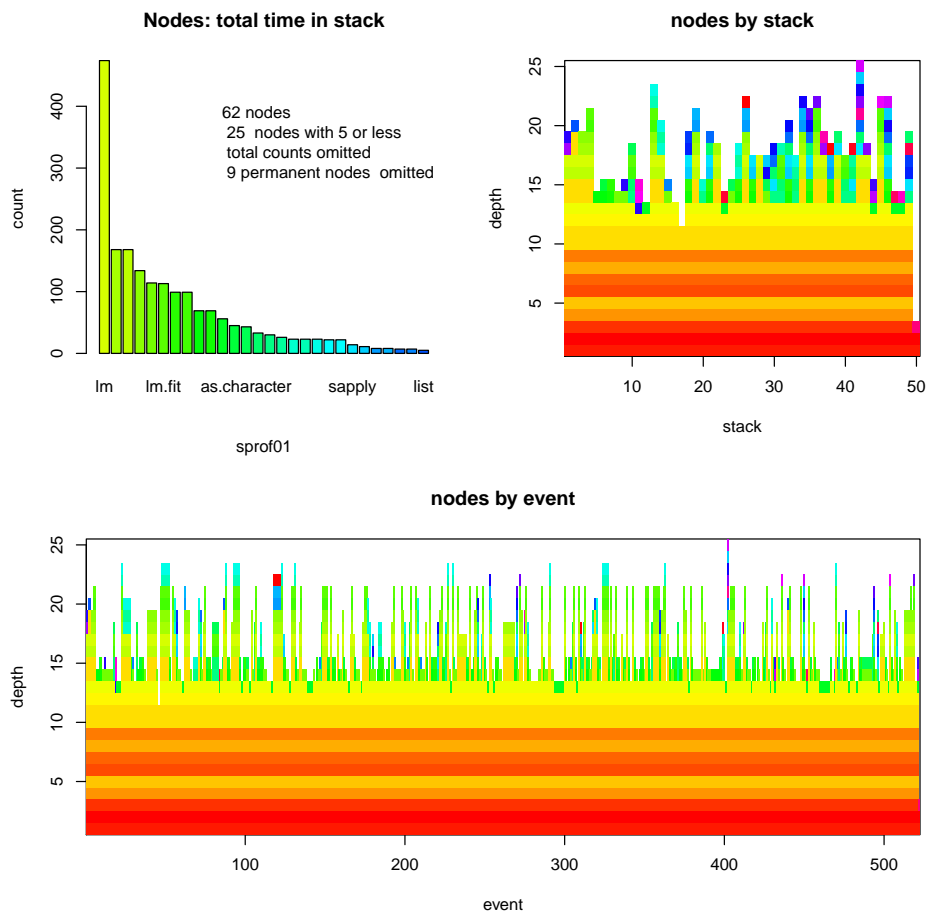 Nodes: total time in stack
62 nodes
25 nodes with 5 or less
total counts omitted
9 permanent nodes omitted
count
0
100
200
300
400
lm
lm.fit
as.character
sapply
list
sprof01
nodes by stack
depth
5
10
15
20
25
10
20
30
40
50
stack
nodes by event
depth
5
10
15
20
25
100
200
300
400
500
event